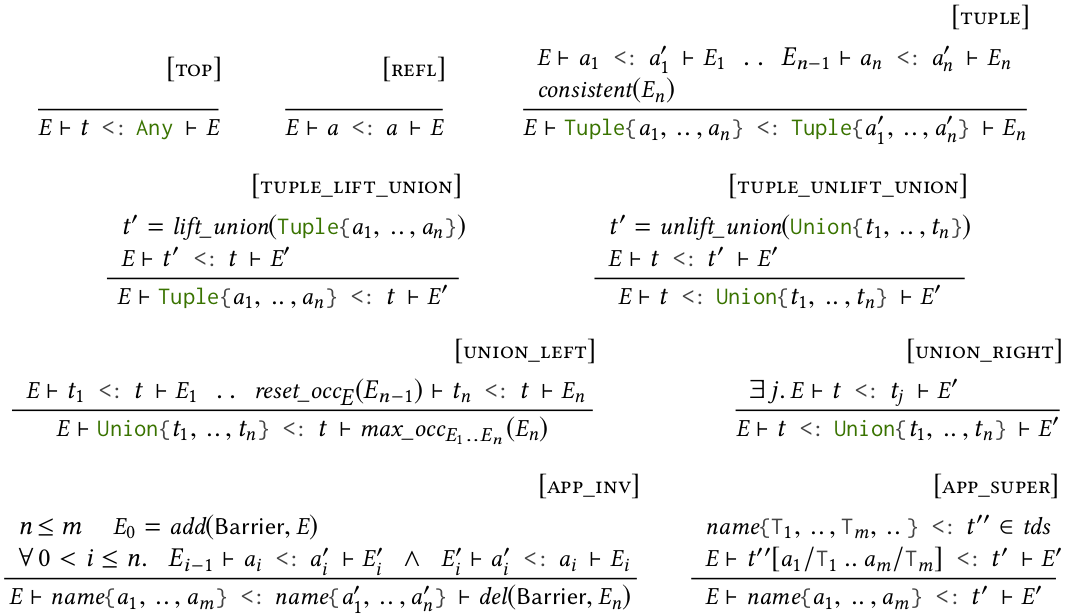 [TUPLE]
[TOP] [REFL] E ⊢ a₁ <: a′₁ ⊢ E₁ .. Eₙ₋₁ ⊢ aₙ <: a′ₙ ⊢ Eₙ
consistent(Eₙ)
E ⊢ t <: Any ⊢ E E ⊢ a <: a ⊢ E E ⊢ Tuple{a₁, .., aₙ} <: Tuple{a′₁, .., a′ₙ} ⊢ Eₙ
[TUPLE_LIFT_UNION] [TUPLE_UNLIFT_UNION]
t′ = lift_union(Tuple{a₁, .., aₙ}) t′ = unlift_union(Union{t₁, .., tₙ})
E ⊢ t′ <: t ⊢ E′ E ⊢ t <: t′ ⊢ E′
E ⊢ Tuple{a₁, .., aₙ} <: t ⊢ E′ E ⊢ t <: Union{t₁, .., tₙ} ⊢ E′
[UNION_LEFT] [UNION_RIGHT]
E ⊢ t₁ <: t ⊢ E₁ .. reset_occ_E(Eₙ₋₁) ⊢ tₙ <: t ⊢ Eₙ ∃ j. E ⊢ t <: tⱼ ⊢ E′
E ⊢ Union{t₁, .., tₙ} <: t ⊢ max_occ_E₁..Eₙ(Eₙ) E ⊢ t <: Union{t₁, .., tₙ} ⊢ E′
[APP_INV] [APP_SUPER]
n ≤ m E₀ = add(Barrier, E) name{T₁, .., Tₘ, .. } <: t″ ∈ tds
∀ 0 < i ≤ n. Eᵢ₋₁ ⊢ aᵢ <: a′ᵢ ⊢ E′ᵢ ∧ E′ᵢ ⊢ a′ᵢ <: aᵢ ⊢ Eᵢ E ⊢ t″[a₁/T₁ .. aₘ/Tₘ] <: t′ ⊢ E′
E ⊢ name{a₁, .., aₘ} <: name{a′₁, .., a′ₙ} ⊢ del(Barrier, Eₙ) E ⊢ name{a₁, .., aₘ} <: t′ ⊢ E′